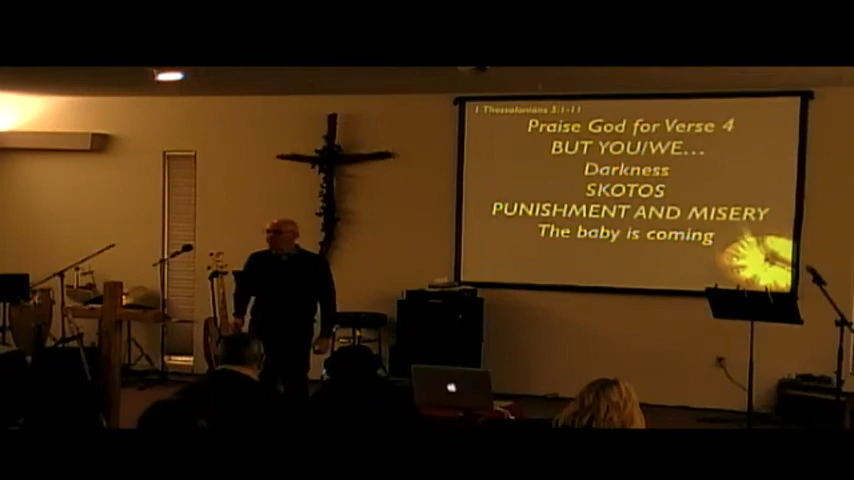 1 Thessalonians 5.1-11
Praise God for Verse 4
BUT YOU/WE...
Darkness
SKOTOS
PUNISHMENT AND MISERY
The baby is coming